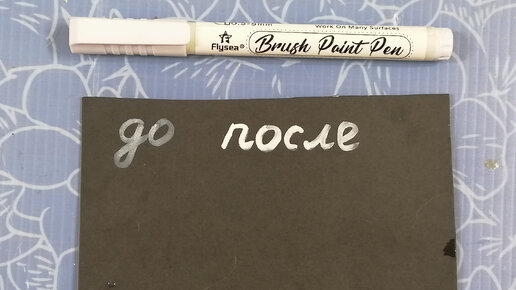 Work On Many Surfaces
Flysea®
Brush Paint Pen
до после